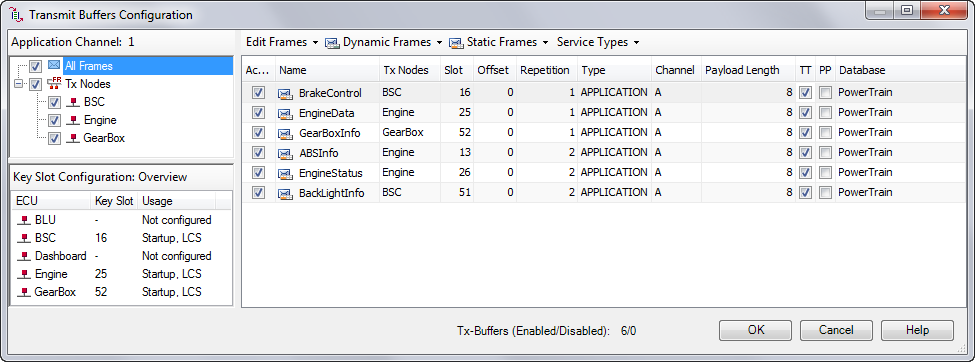 Transmit Buffers Configuration
Application Channel: 1
All Frames
FR Tx Nodes
BSC
Engine
GearBox
Key Slot Configuration: Overview
ECU Key Slot Usage
BLU - Not configured
BSC 16 Startup, LCS
Dashboard - Not configured
Engine 25 Startup, LCS
GearBox 52 Startup, LCS
Edit Frames Dynamic Frames Static Frames Service Types
Ac... Name Tx Nodes Slot Offset Repetition Type Channel Payload Length TT PP Database
BrakeControl BSC 16 0 1 APPLICATION A 8 PowerTrain
EngineData Engine 25 0 1 APPLICATION A 8 PowerTrain
GearBoxInfo GearBox 52 0 1 APPLICATION A 8 PowerTrain
ABSInfo Engine 13 0 2 APPLICATION A 8 PowerTrain
EngineStatus Engine 26 0 2 APPLICATION A 8 PowerTrain
BackLightInfo BSC 51 0 2 APPLICATION A 8 PowerTrain
Tx-Buffers (Enabled/Disabled): 6/0
OK Cancel Help